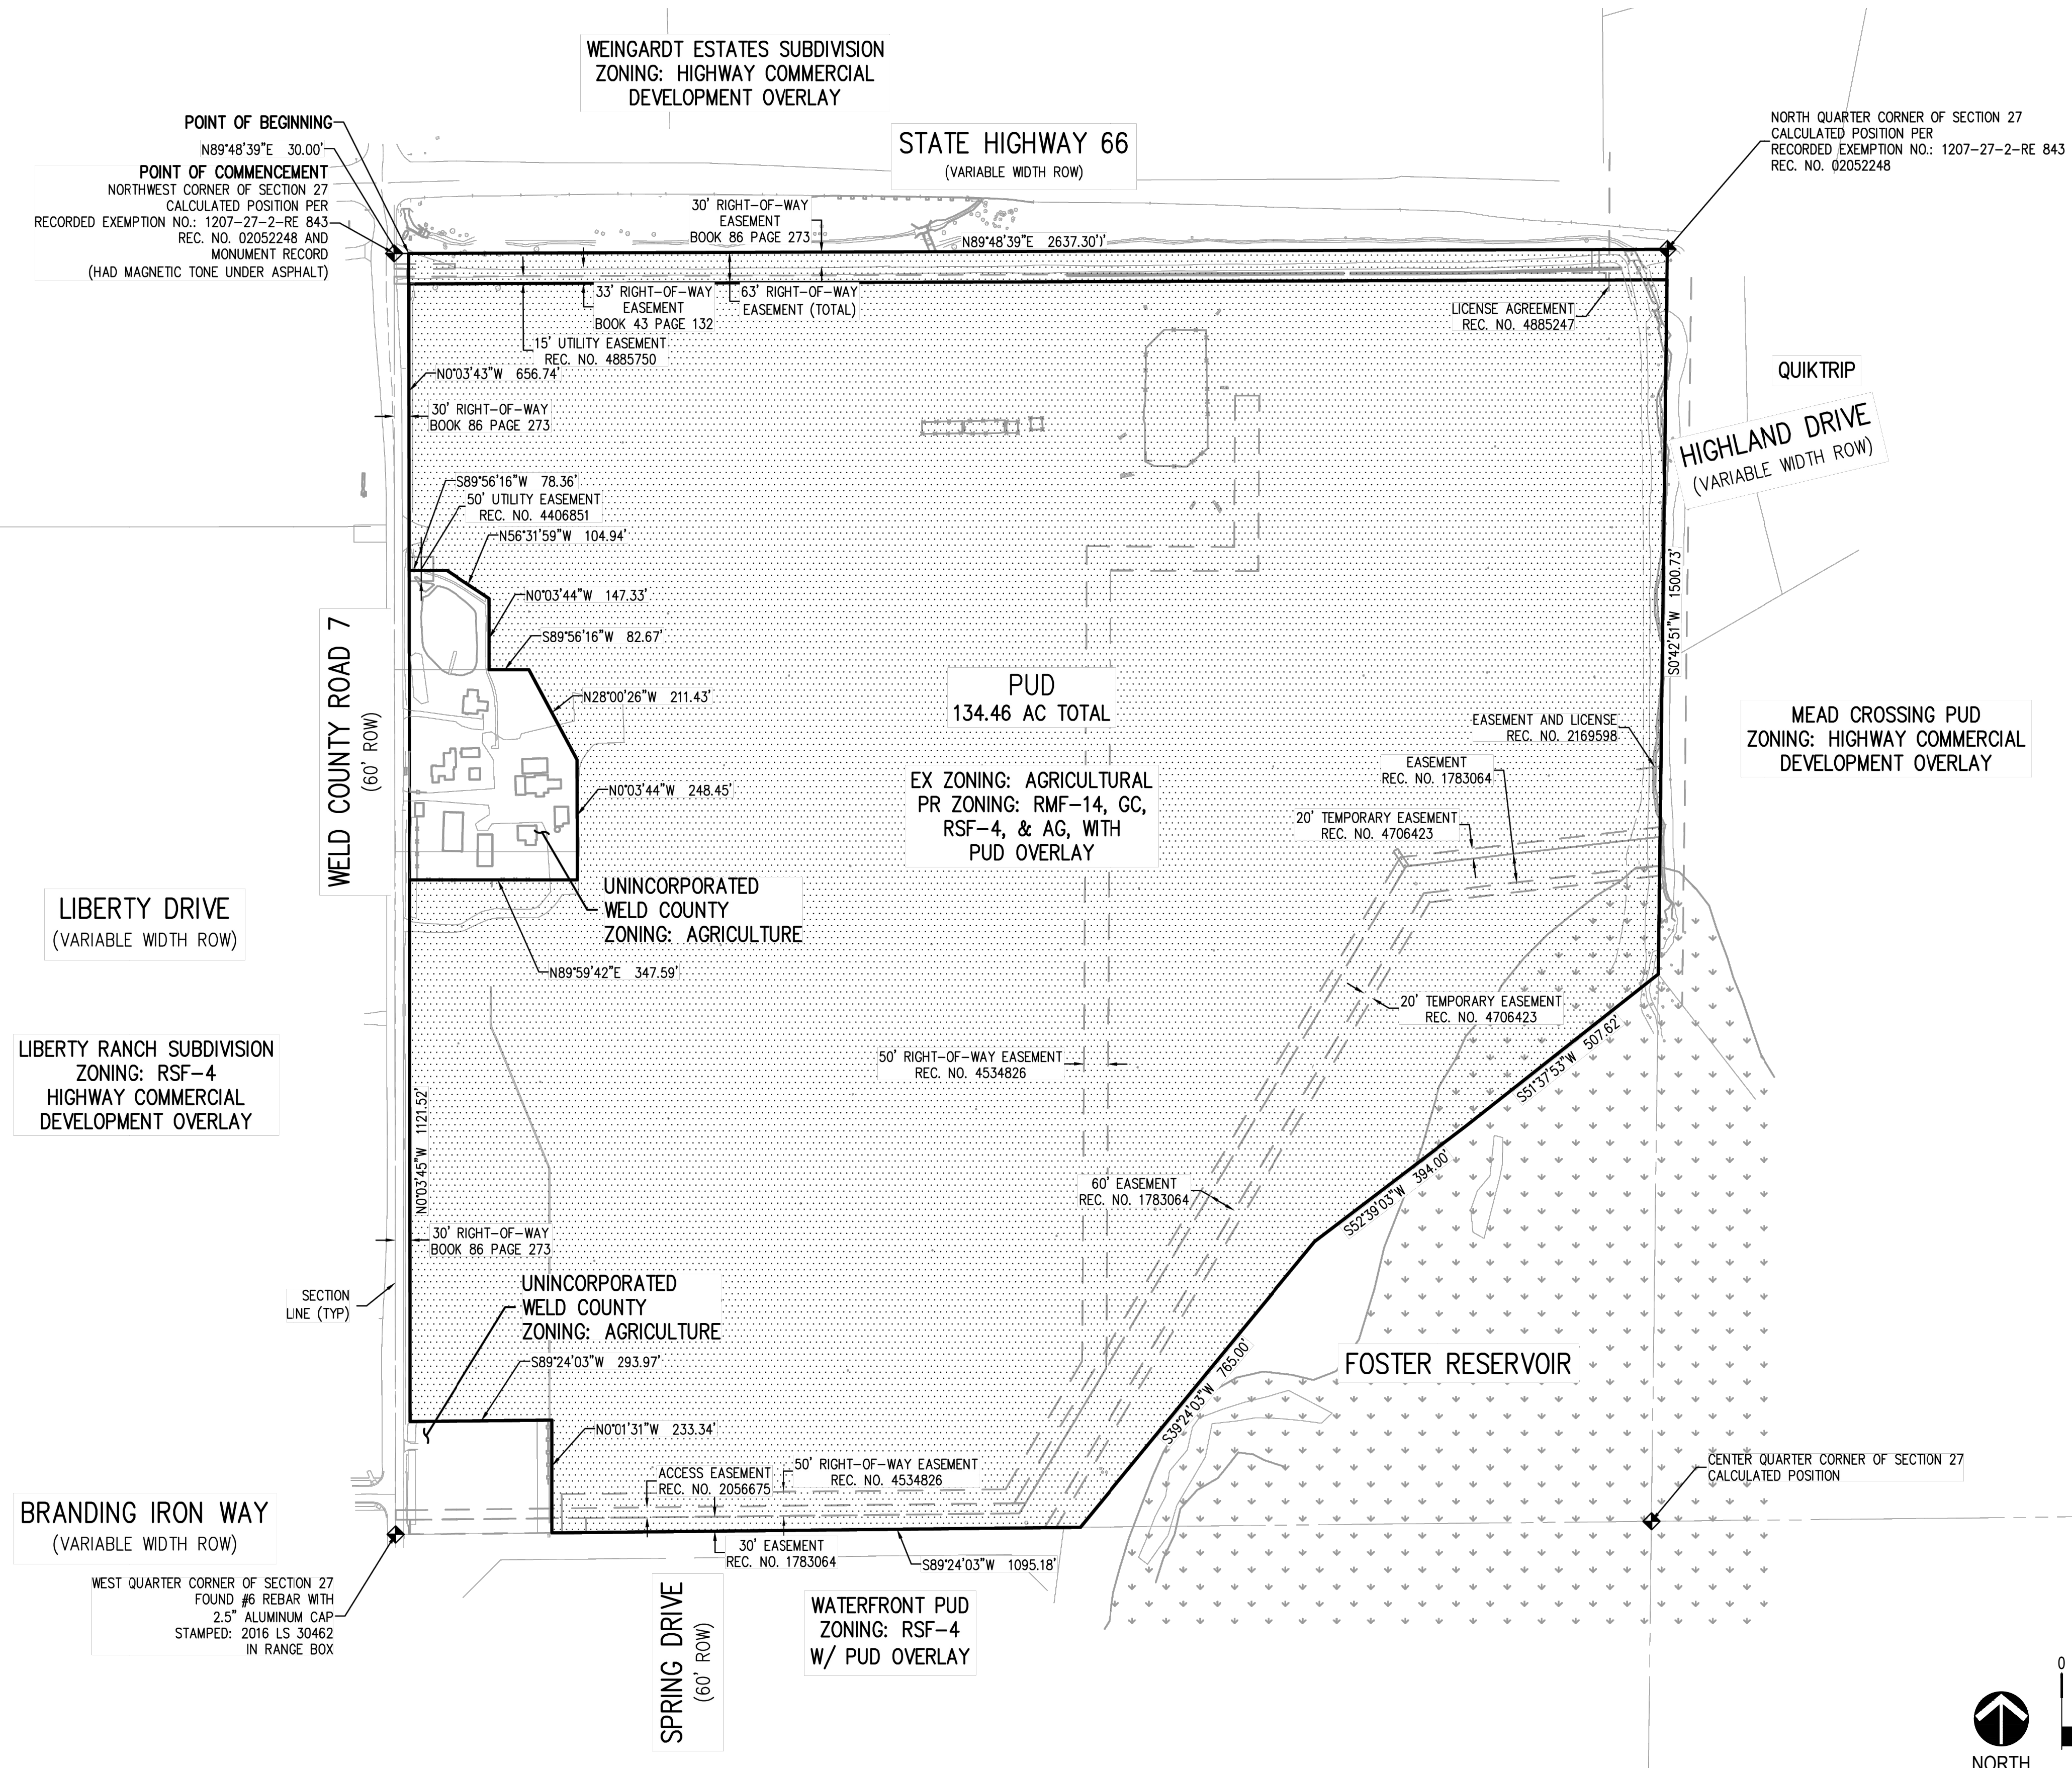 WEINGARDT ESTATES SUBDIVISION
ZONING: HIGHWAY COMMERCIAL
DEVELOPMENT OVERLAY
STATE HIGHWAY 66
(VARIABLE WIDTH ROW)
POINT OF BEGINNING
N89°48'39"E 30.00'
POINT OF COMMENCEMENT
NORTHWEST CORNER OF SECTION 27
CALCULATED POSITION PER
RECORDED EXEMPTION NO.: 1207-27-2-RE 843
REC. NO. 02052248 AND
MONUMENT RECORD
(HAD MAGNETIC TONE UNDER ASPHALT)
NORTH QUARTER CORNER OF SECTION 27
CALCULATED POSITION PER
RECORDED EXEMPTION NO.: 1207-27-2-RE 843
REC. NO. 02052248
30' RIGHT-OF-WAY
EASEMENT
BOOK 86 PAGE 273
N89°48'39"E 2637.30'
33' RIGHT-OF-WAY
EASEMENT
BOOK 43 PAGE 132
63' RIGHT-OF-WAY
EASEMENT (TOTAL)
LICENSE AGREEMENT
REC. NO. 4885247
15' UTILITY EASEMENT
REC. NO. 4885750
N0°03'43"W 656.74'
30' RIGHT-OF-WAY
BOOK 86 PAGE 273
QUIKTRIP
HIGHLAND DRIVE
(VARIABLE WIDTH ROW)
S89°56'16"W 78.36'
50' UTILITY EASEMENT
REC. NO. 4406851
N56°31'59"W 104.94'
N0°03'44"W 147.33'
S89°56'16"W 82.67'
N28°00'26"W 211.43'
N0°03'44"W 248.45'
S0°42'51"W 1500.73'
WELD COUNTY ROAD 7
(60' ROW)
PUD
134.46 AC TOTAL
EX ZONING: AGRICULTURAL
PR ZONING: RMF-14, GC,
RSF-4, & AG, WITH
PUD OVERLAY
EASEMENT AND LICENSE
REC. NO. 2169598
EASEMENT
REC. NO. 1783064
20' TEMPORARY EASEMENT
REC. NO. 4706423
MEAD CROSSING PUD
ZONING: HIGHWAY COMMERCIAL
DEVELOPMENT OVERLAY
UNINCORPORATED
WELD COUNTY
ZONING: AGRICULTURE
N89°59'42"E 347.59'
LIBERTY DRIVE
(VARIABLE WIDTH ROW)
20' TEMPORARY EASEMENT
REC. NO. 4706423
LIBERTY RANCH SUBDIVISION
ZONING: RSF-4
HIGHWAY COMMERCIAL
DEVELOPMENT OVERLAY
50' RIGHT-OF-WAY EASEMENT
REC. NO. 4534826
S51°37'53"W 507.62'
N0°03'45"W 1121.52'
60' EASEMENT
REC. NO. 1783064
S52°39'03"W 394.00'
30' RIGHT-OF-WAY
BOOK 86 PAGE 273
SECTION
LINE (TYP)
UNINCORPORATED
WELD COUNTY
ZONING: AGRICULTURE
S89°24'03"W 293.97'
S39°24'03"W 765.00'
FOSTER RESERVOIR
N0°01'31"W 233.34'
ACCESS EASEMENT
REC. NO. 2056675
50' RIGHT-OF-WAY EASEMENT
REC. NO. 4534826
CENTER QUARTER CORNER OF SECTION 27
CALCULATED POSITION
BRANDING IRON WAY
(VARIABLE WIDTH ROW)
30' EASEMENT
REC. NO. 1783064
S89°24'03"W 1095.18'
WEST QUARTER CORNER OF SECTION 27
FOUND #6 REBAR WITH
2.5" ALUMINUM CAP
STAMPED: 2016 LS 30462
IN RANGE BOX
SPRING DRIVE
(60' ROW)
WATERFRONT PUD
ZONING: RSF-4
W/ PUD OVERLAY
0
NORTH